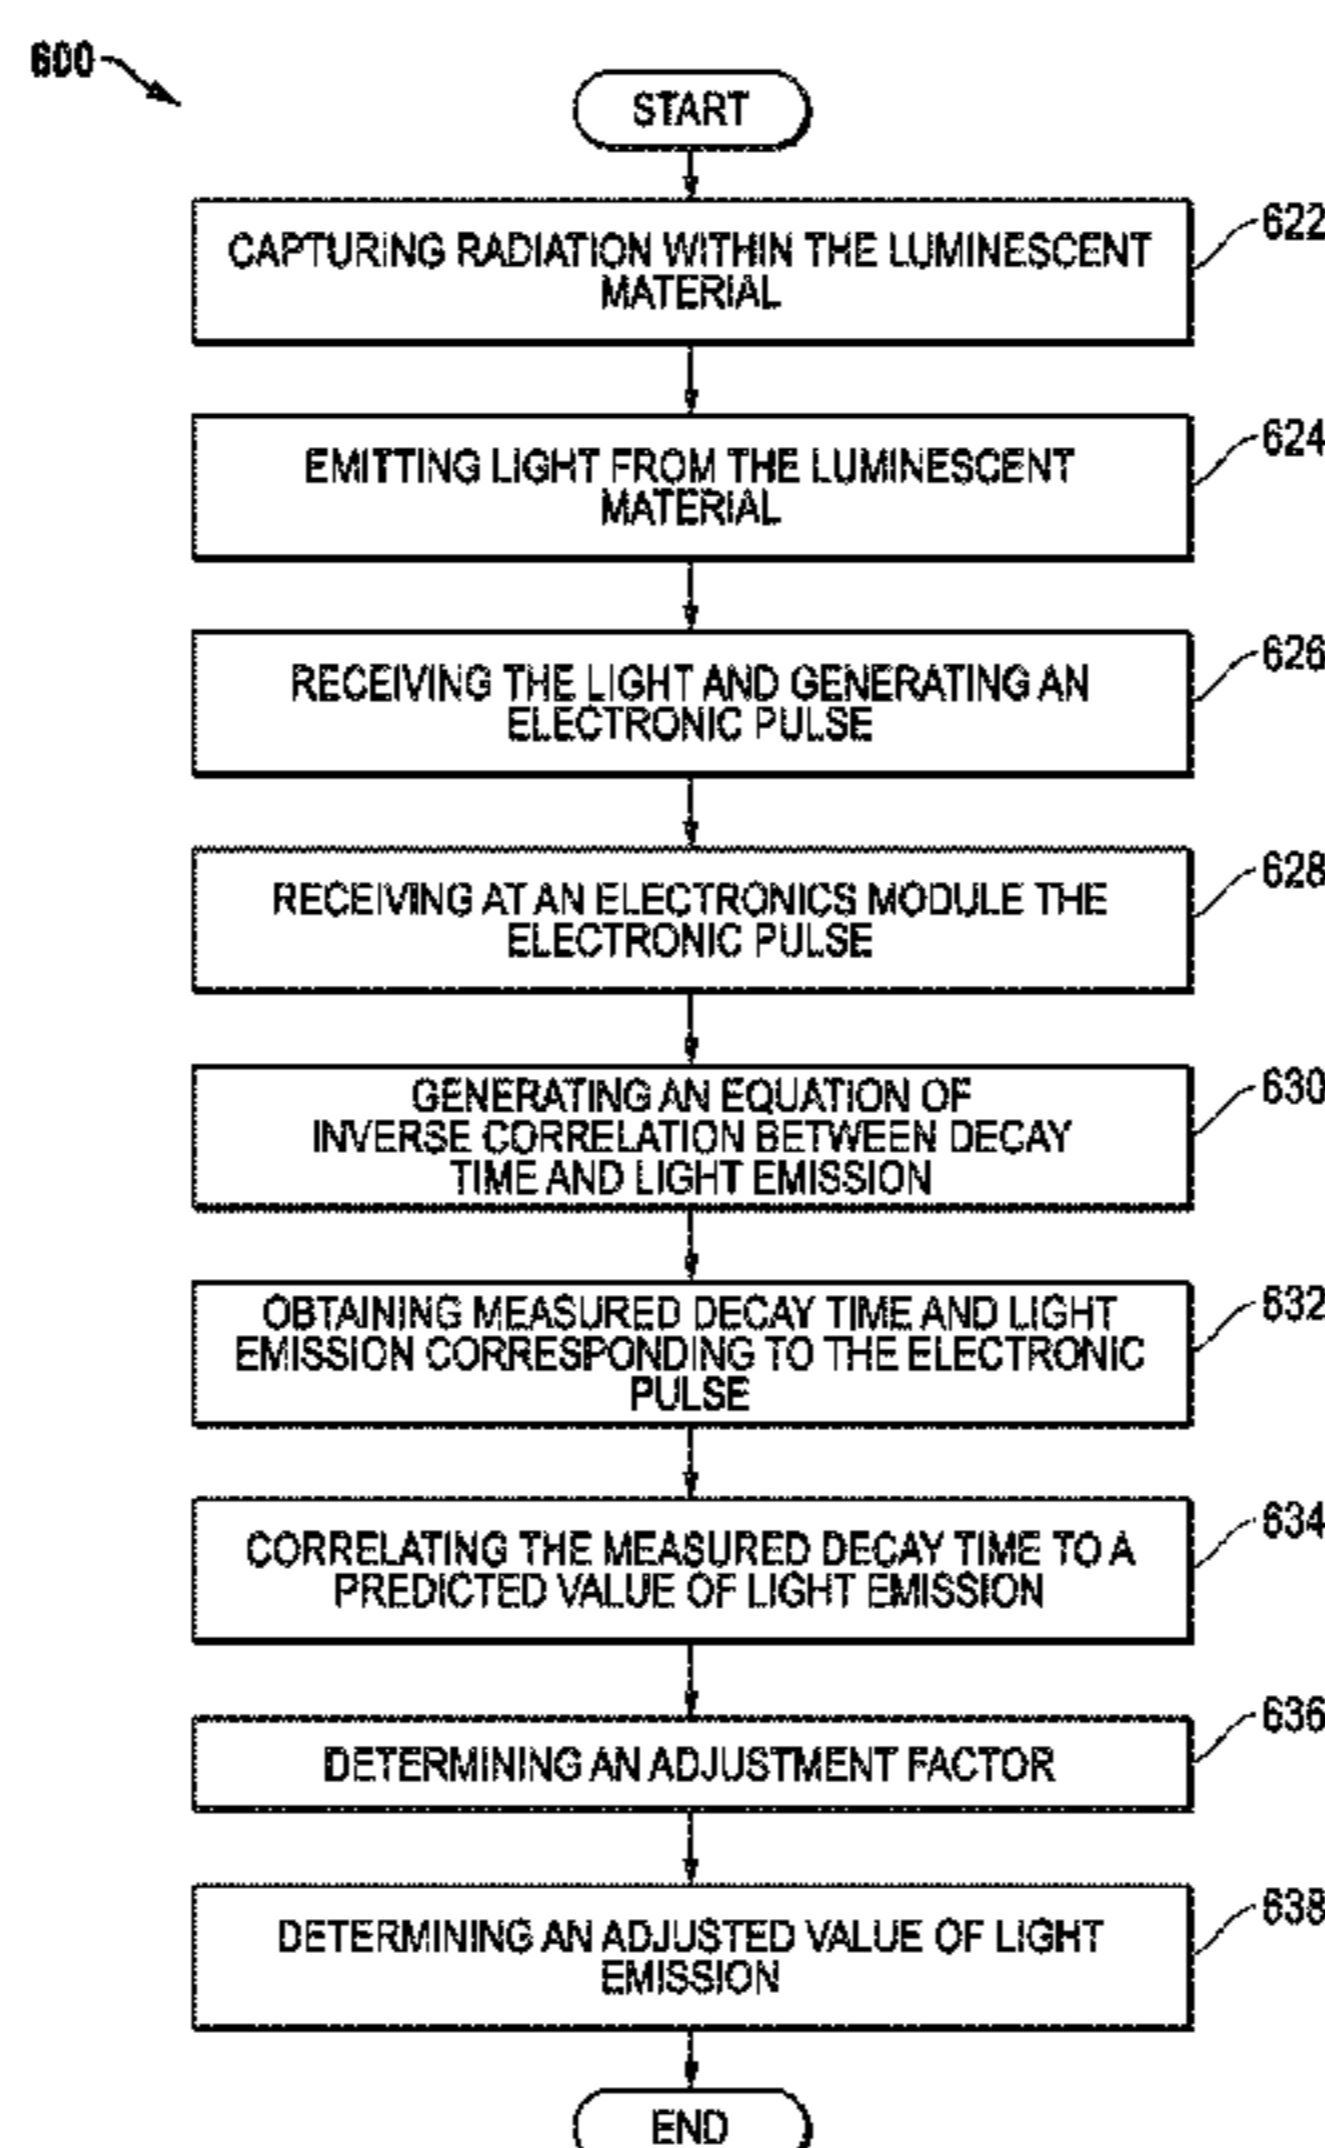 600
START
CAPTURING RADIATION WITHIN THE LUMINESCENT
MATERIAL
622
EMITTING LIGHT FROM THE LUMINESCENT
MATERIAL
624
RECEIVING THE LIGHT AND GENERATING AN
ELECTRONIC PULSE
626
RECEIVING AT AN ELECTRONICS MODULE THE
ELECTRONIC PULSE
628
GENERATING AN EQUATION OF
INVERSE CORRELATION BETWEEN DECAY
TIME AND LIGHT EMISSION
630
OBTAINING MEASURED DECAY TIME AND LIGHT
EMISSION CORRESPONDING TO THE ELECTRONIC
PULSE
632
CORRELATING THE MEASURED DECAY TIME TO A
PREDICTED VALUE OF LIGHT EMISSION
634
DETERMINING AN ADJUSTMENT FACTOR
636
DETERMINING AN ADJUSTED VALUE OF LIGHT
EMISSION
638
END